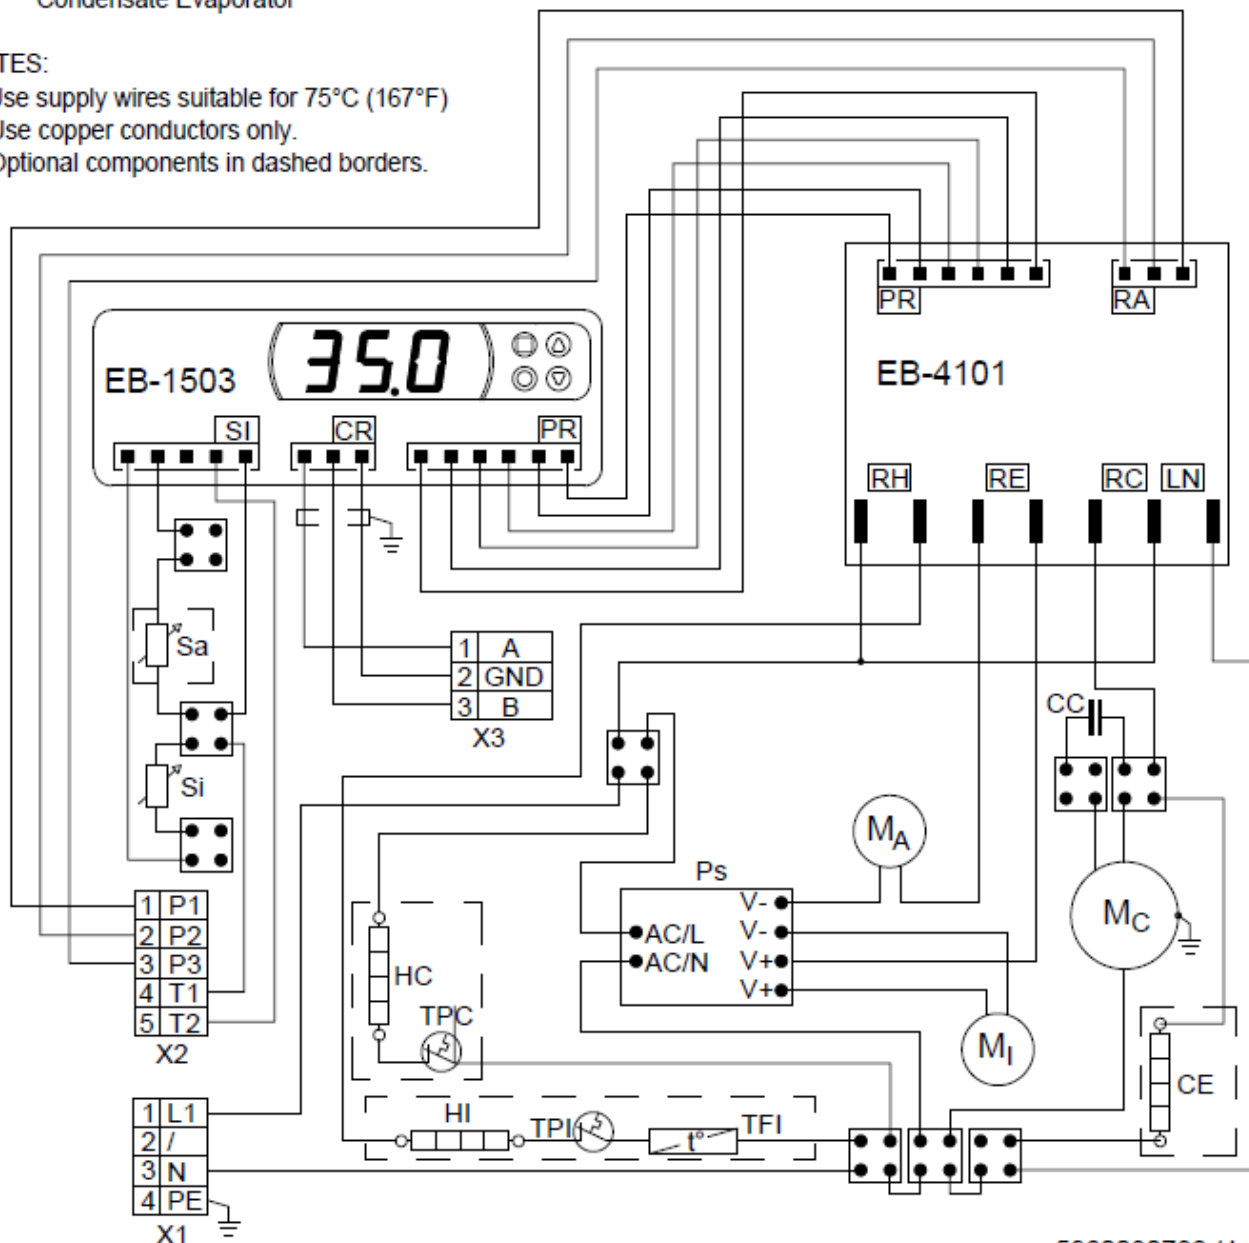 Condensate Evaporator
TES:
Use supply wires suitable for 75°C (167°F)
Use copper conductors only.
Optional components in dashed borders.
PR
RA
EB-1503
35.0
EB-4101
SI
CR
PR
RH
RE
RC
LN
Sa
1 A
2 GND
3 B
X3
CC
Si
MA
Ps
V-
AC/L
V-
AC/N
V+
V+
MC
1 P1
2 P2
3 P3
4 T1
5 T2
X2
HC
TPC
MI
CE
HI
TPI
t°
TFI
1 L1
2 /
3 N
4 PE
X1